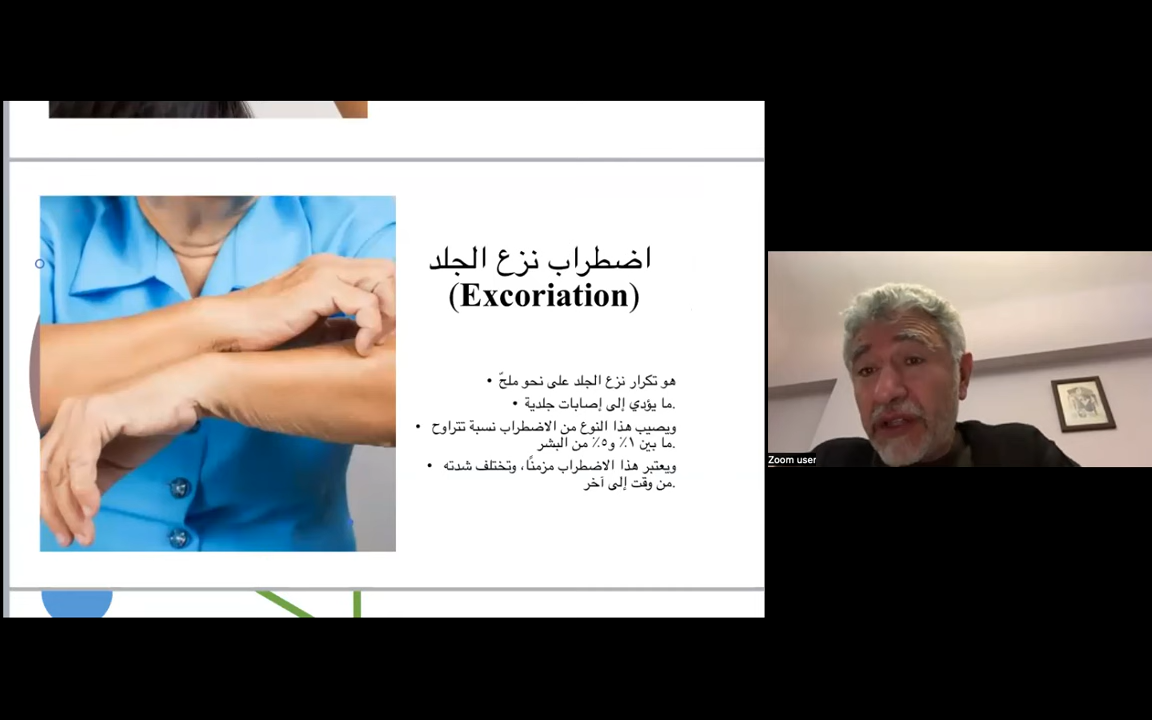 اضطراب نزع الجلد
(Excoriation)
• هو تكرار نزع الجلد على نحو ملحّ
• ما يؤدي إلى إصابات جلدية.
• ويصيب هذا النوع من الاضطراب نسبة تتراوح
ما بين ١٪ و٥٪ من البشر.
• ويعتبر هذا الاضطراب مزمنًا، وتختلف شدته
من وقت إلى آخر.
Zoom user